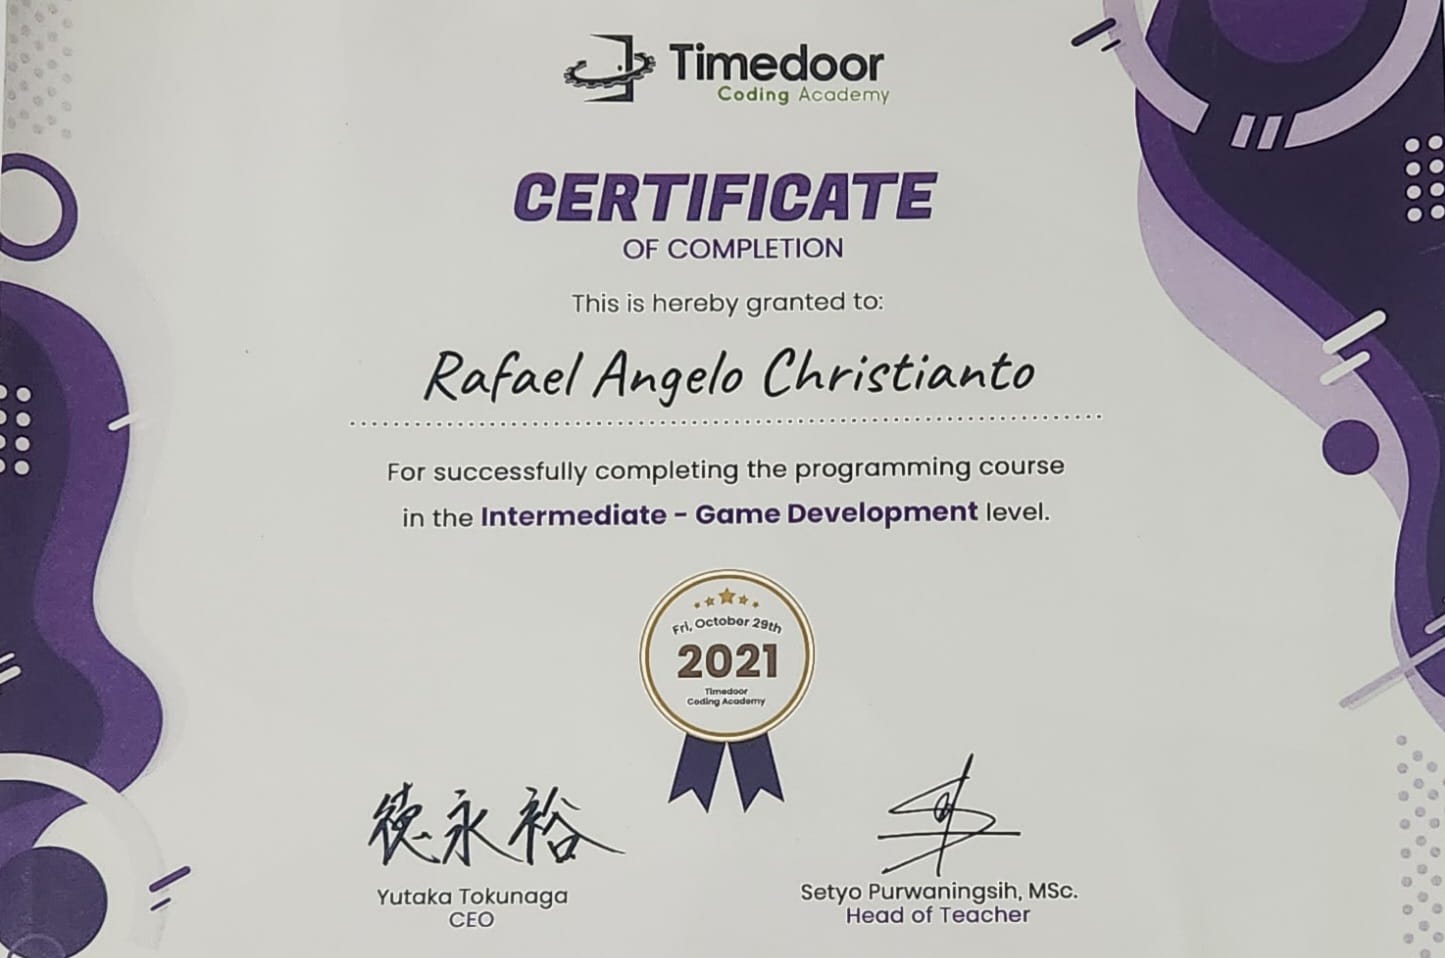 Timedoor
Coding Academy
CERTIFICATE
OF COMPLETION
This is hereby granted to:
Rafael Angelo Christianto
For successfully completing the programming course
in the Intermediate - Game Development level.
Fri, October 29th
2021
Timedoor
Coding Academy
徳永裕
Yutaka Tokunaga
CEO
Setyo Purwaningsih, MSc.
Head of Teacher